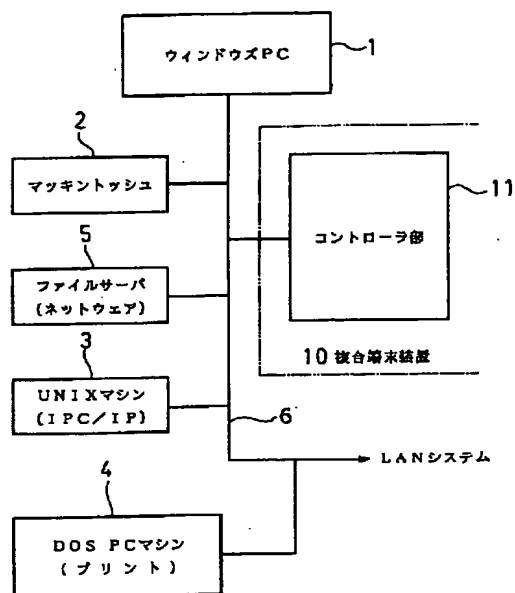 ウィンドウズPC
1
2
マッキントッシュ
11
コントローラ部
5
ファイルサーバ
(ネットウェア)
10 複合端末装置
3
UNIXマシン
(IPC/IP)
6
LANシステム
4
DOS PCマシン
(プリント)